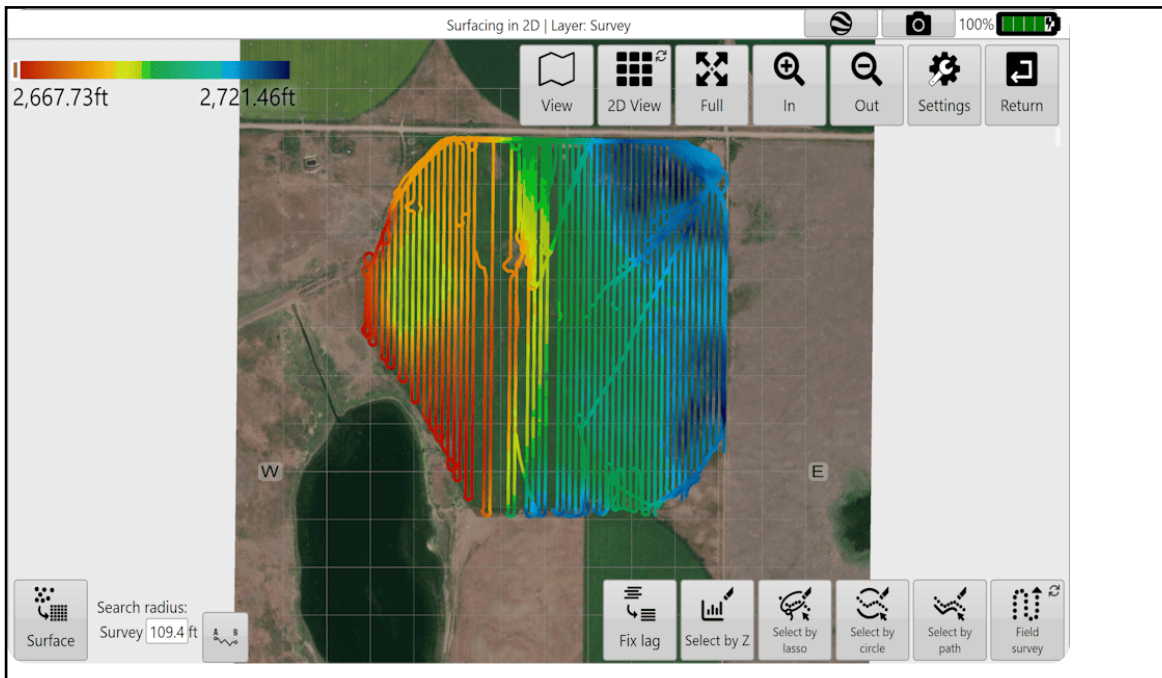 Surfacing in 2D | Layer: Survey
100%
2,667.73ft
2,721.46ft
View
2D View
Full
In
Out
Settings
Return
W
E
Surface
Search radius:
Survey 109.4 ft
A B
Fix lag
Select by Z
Select by
lasso
Select by
circle
Select by
path
Field
survey